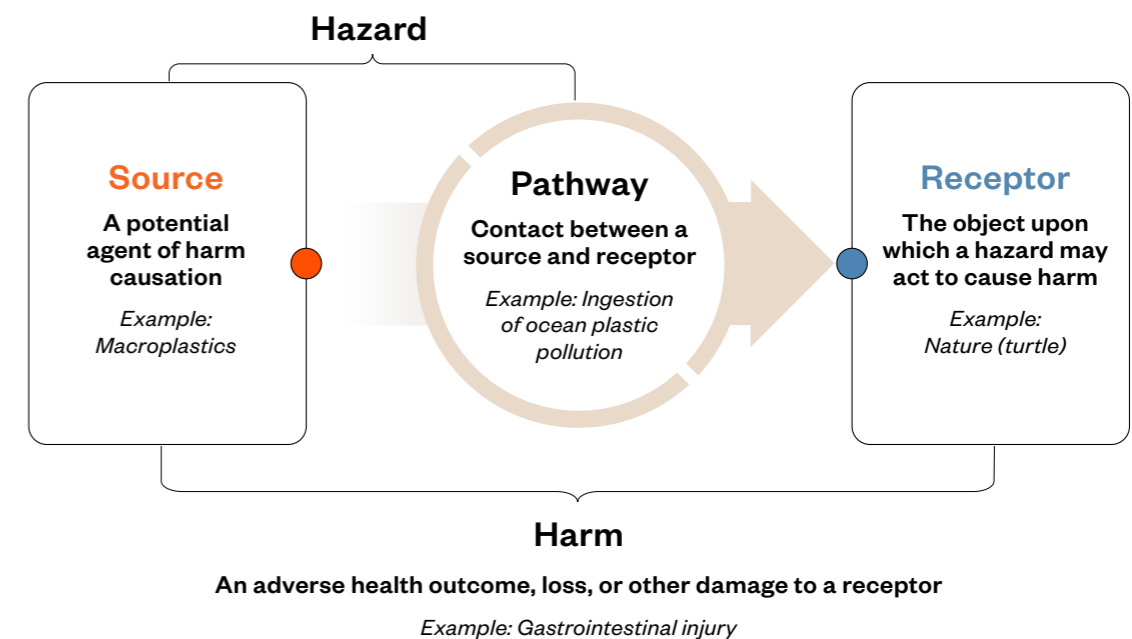 Hazard
Source
A potential
agent of harm
causation
Example:
Macroplastics
Pathway
Contact between a
source and receptor
Example: Ingestion
of ocean plastic
pollution
Receptor
The object upon
which a hazard may
act to cause harm
Example:
Nature (turtle)
Harm
An adverse health outcome, loss, or other damage to a receptor
Example: Gastrointestinal injury